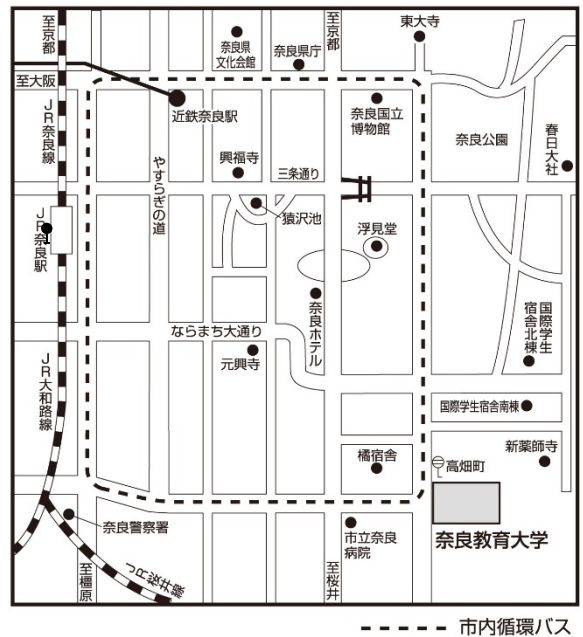 至京都
至京都
東大寺
奈良県
文化会館
奈良県庁
至大阪
近鉄奈良駅
奈良国立
博物館
奈良公園
春日大社
JR奈良線
やすらぎの道
興福寺
三条通り
猿沢池
浮見堂
JR奈良駅
奈良ホテル
国際学生
宿舎北棟
ならまち大通り
元興寺
JR大和路線
国際学生宿舎南棟
橘宿舎
高畑町
新薬師寺
奈良警察署
市立奈良
病院
奈良教育大学
至橿原
JR桜井線
至桜井
市内循環バス